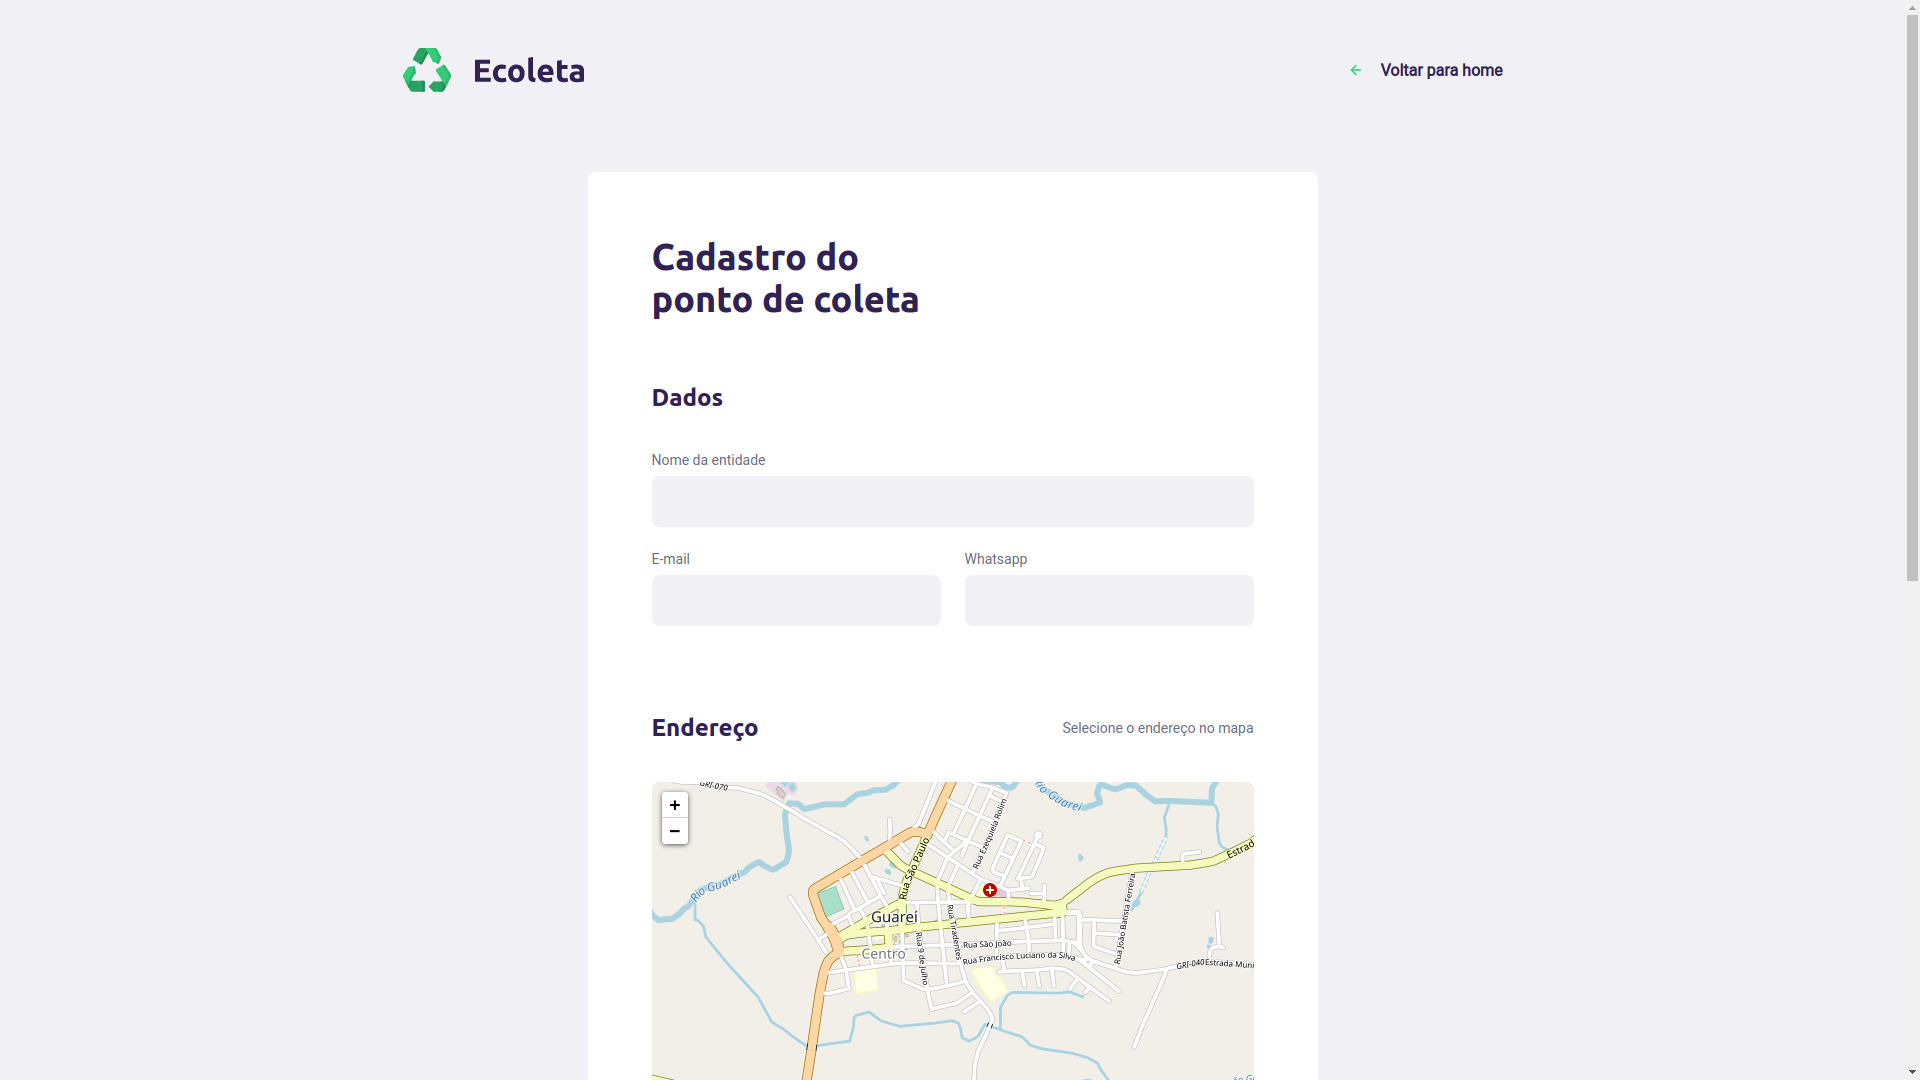 Ecoleta
Voltar para home
Cadastro do
ponto de coleta
Dados
Nome da entidade
E-mail
Whatsapp
Endereço
Selecione o endereço no mapa
+
−
GRI-070
Rio Guareí
Rua Ezequiela Rolim
Rua São Paulo
Estrad
Rio Guareí
Guareí
Rua Tiradentes
Rua João Batista Ferreira
Centro
Rua 9 de Julho
Rua São João
Rua Francisco Luciano da Silva
GRI-040
Estrada Muni